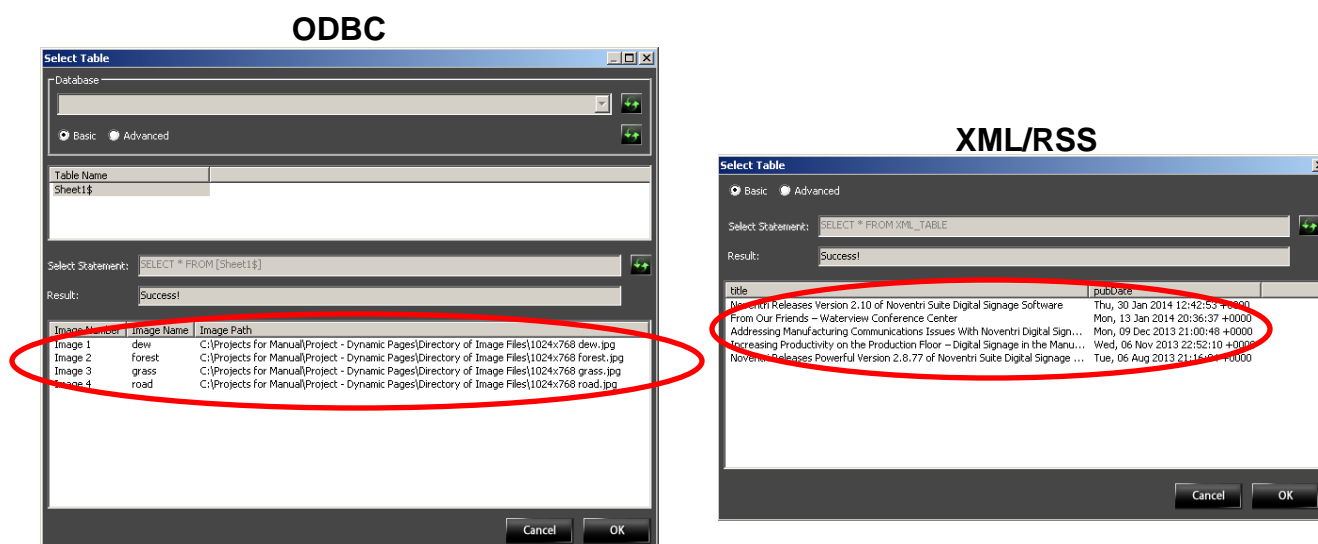 ODBC
Select Table
Database
Basic Advanced
Table Name
Sheet1$
Select Statement: SELECT * FROM [Sheet1$]
Result: Success!
Image Number Image Name Image Path
Image 1 dew C:\Projects for Manual\Project - Dynamic Pages\Directory of Image Files\1024x768 dew.jpg
Image 2 forest C:\Projects for Manual\Project - Dynamic Pages\Directory of Image Files\1024x768 forest.jpg
Image 3 grass C:\Projects for Manual\Project - Dynamic Pages\Directory of Image Files\1024x768 grass.jpg
Image 4 road C:\Projects for Manual\Project - Dynamic Pages\Directory of Image Files\1024x768 road.jpg
Cancel OK
XML/RSS
Select Table
Basic Advanced
Select Statement: SELECT * FROM XML_TABLE
Result: Success!
title pubDate
Noventri Releases Version 2.10 of Noventri Suite Digital Signage Software Thu, 30 Jan 2014 12:42:53 +0000
From Our Friends – Waterview Conference Center Mon, 13 Jan 2014 20:36:37 +0000
Addressing Manufacturing Communications Issues With Noventri Digital Sign... Mon, 09 Dec 2013 21:00:48 +0000
Increasing Productivity on the Production Floor – Digital Signage in the Manu... Wed, 06 Nov 2013 22:52:10 +0000
Noventri Releases Powerful Version 2.8.77 of Noventri Suite Digital Signage ... Tue, 06 Aug 2013 +0000
Cancel OK